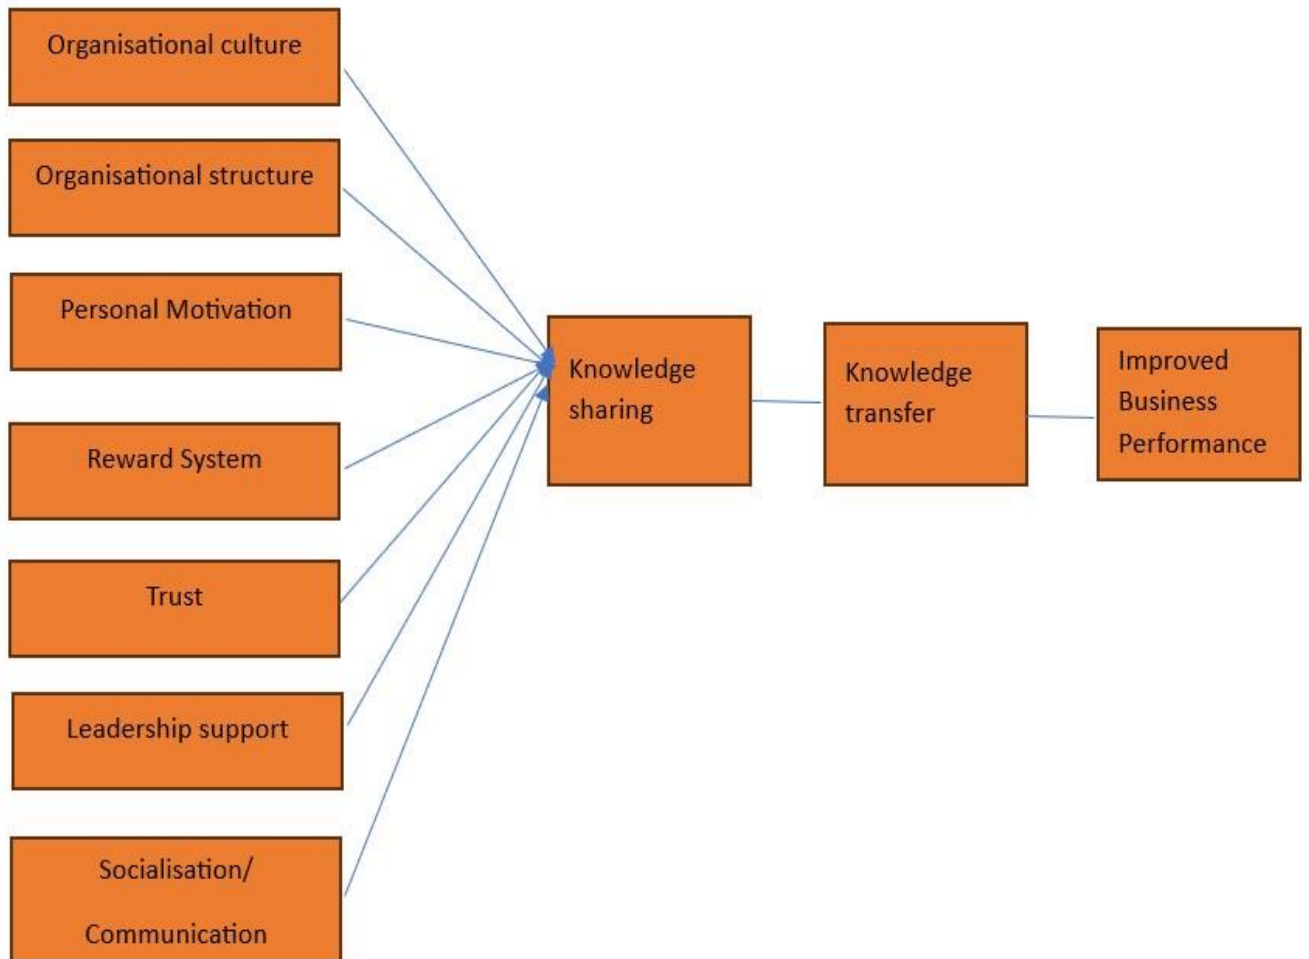 Organisational culture
Organisational structure
Personal Motivation
Reward System
Trust
Leadership support
Socialisation/
Communication
Knowledge
sharing
Knowledge
transfer
Improved
Business
Performance